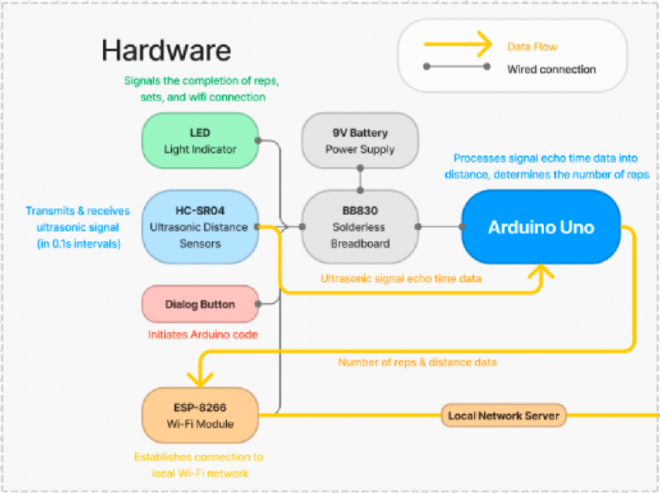 Hardware
Data Flow
Wired connection
Signals the completion of reps,
sets, and wifi connection
LED
Light Indicator
9V Battery
Power Supply
Processes signal echo time data into
distance, determines the number of reps
Transmits & receives
ultrasonic signal
(in 0.1s intervals)
HC-SR04
Ultrasonic Distance
Sensors
BB830
Solderless
Breadboard
Arduino Uno
Ultrasonic signal echo time data
Dialog Button
Initiates Arduino code
Number of reps & distance data
ESP-8266
Wi-Fi Module
Local Network Server
Establishes connection to
local Wi-Fi network